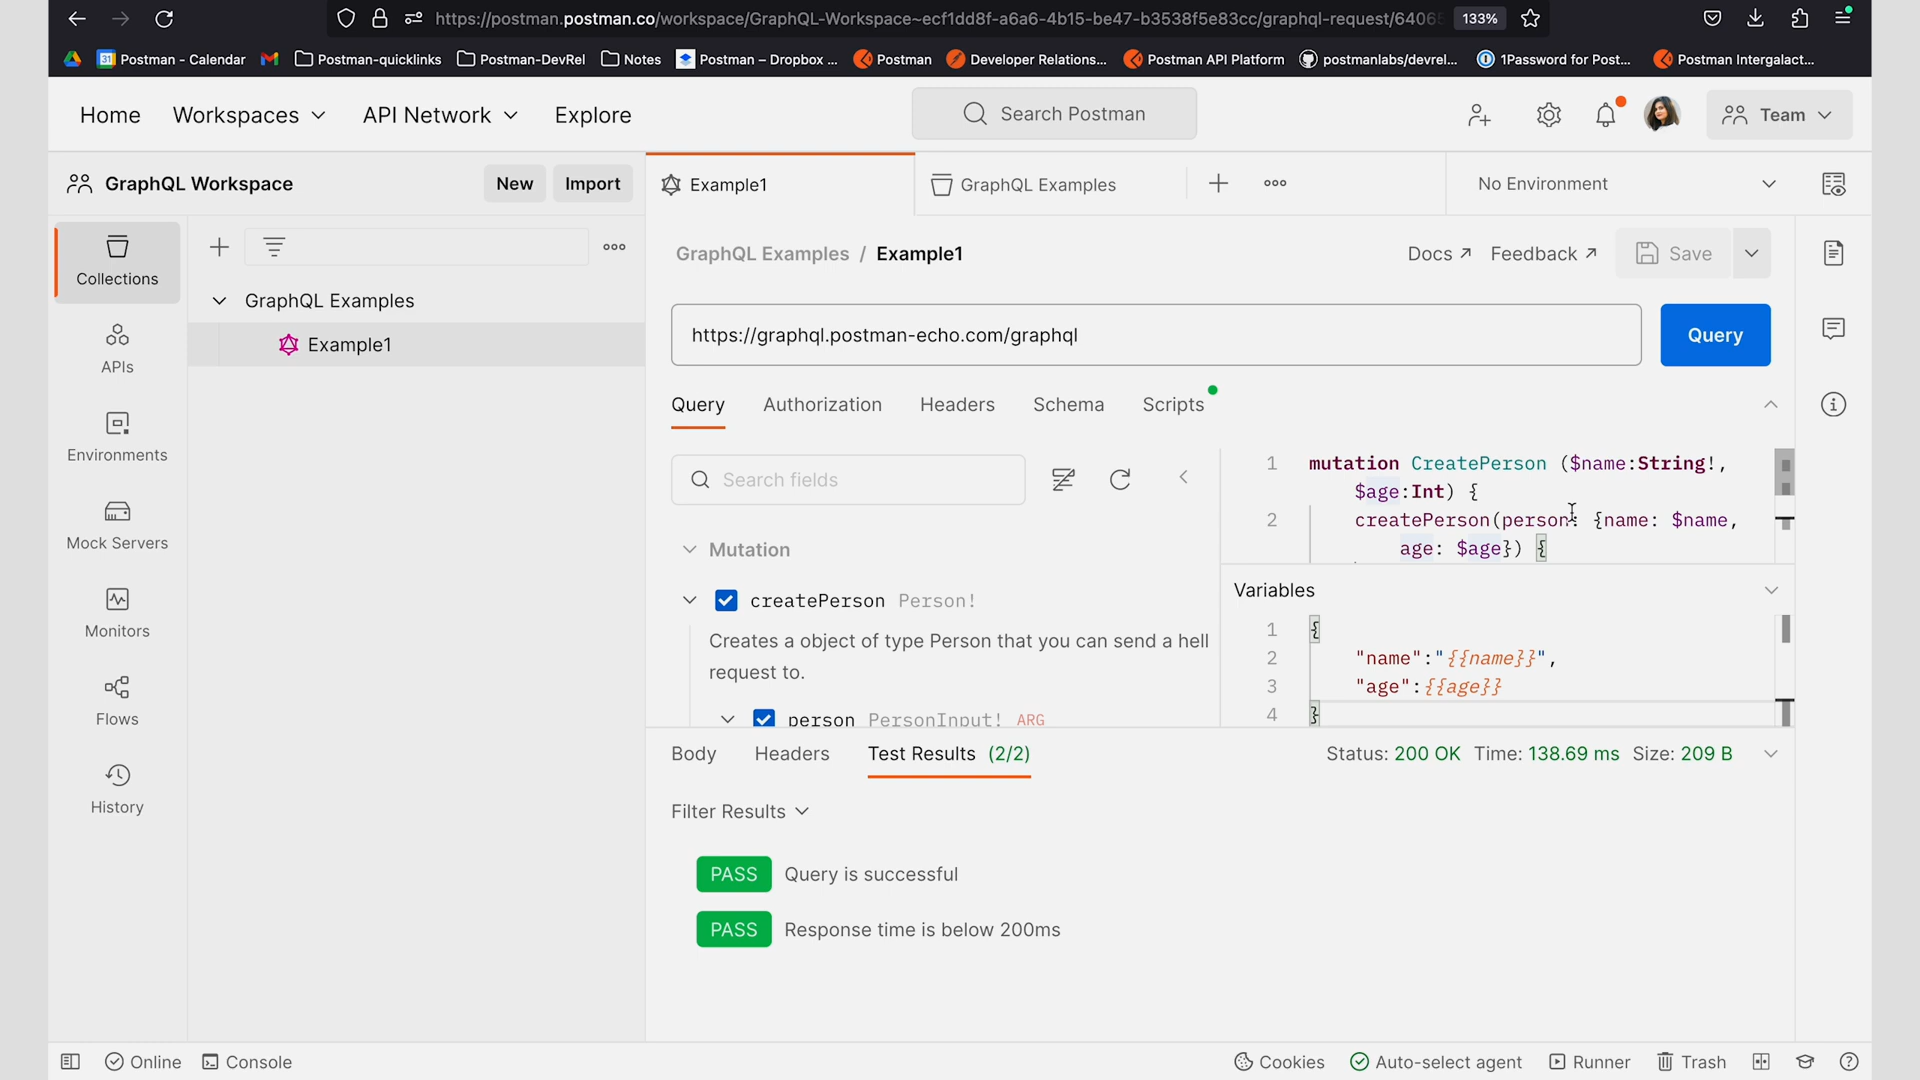 https://postman.postman.co/workspace/GraphQL-Workspace~ecf1dd8f-a6a6-4b15-be47-b3538f5e83cc/graphql-request/6406
133%
Postman - Calendar
Postman-quicklinks
Postman-DevRel
Notes
Postman – Dropbox ...
Postman
Developer Relations...
Postman API Platform
postmanlabs/devrel...
1Password for Post...
Postman Intergalact...
Home
Workspaces
API Network
Explore
Search Postman
Team
GraphQL Workspace
New
Import
Example1
GraphQL Examples
No Environment
Collections
APIs
Environments
Mock Servers
Monitors
Flows
History
GraphQL Examples
Example1
GraphQL Examples / Example1
Docs
Feedback
Save
https://graphql.postman-echo.com/graphql
Query
Query
Authorization
Headers
Schema
Scripts
Search fields
Mutation
createPerson Person!
Creates a object of type Person that you can send a hell
request to.
person PersonInput! ARG
1 mutation CreatePerson ($name:String!,
$age:Int) {
2 createPerson(person: {name: $name,
age: $age}) {
Variables
1 {
2 "name":"{{name}}",
3 "age":{{age}}
4 }
Body
Headers
Test Results (2/2)
Status: 200 OK Time: 138.69 ms Size: 209 B
Filter Results
PASS Query is successful
PASS Response time is below 200ms
Online
Console
Cookies
Auto-select agent
Runner
Trash